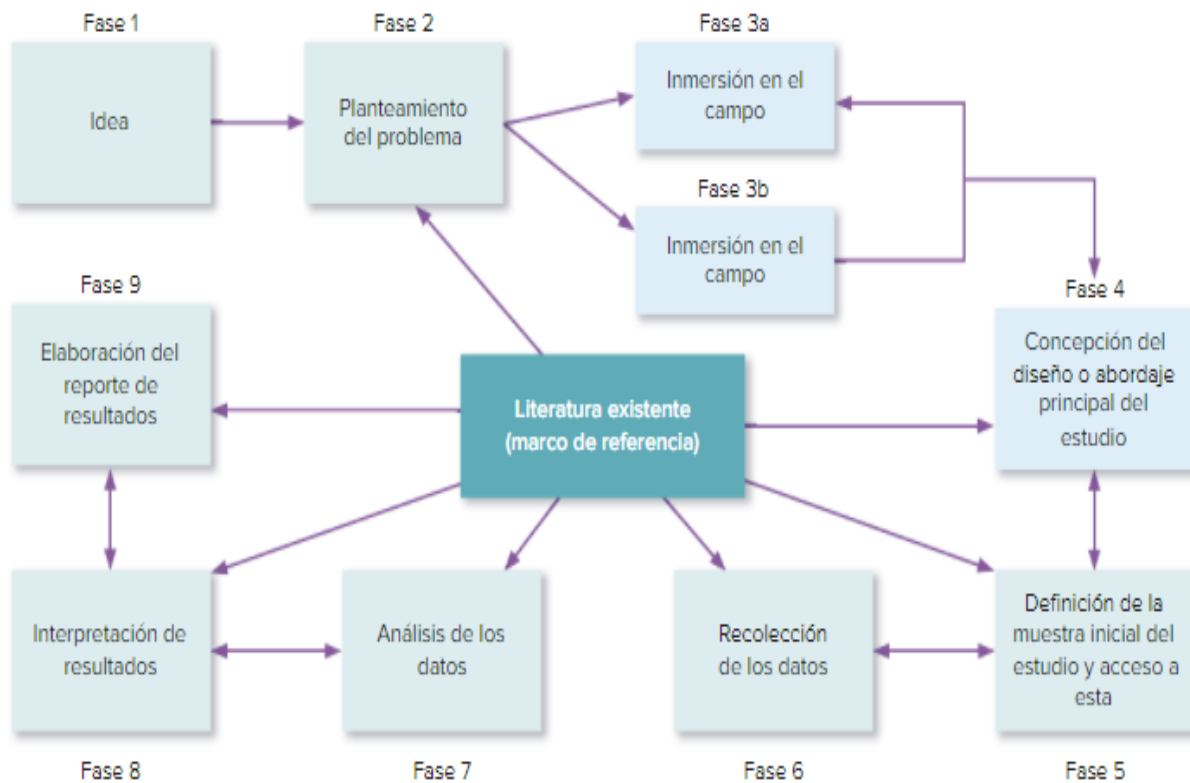 Fase 1
Idea
Fase 2
Planteamiento
del problema
Fase 3a
Inmersión en el
campo
Fase 3b
Inmersión en el
campo
Fase 4
Concepción del
diseño o abordaje
principal del
estudio
Fase 9
Elaboración del
reporte de
resultados
Literatura existente
(marco de referencia)
Interpretación de
resultados
Fase 8
Análisis de los
datos
Fase 7
Recolección
de los datos
Fase 6
Definición de la
muestra inicial del
estudio y acceso a
esta
Fase 5